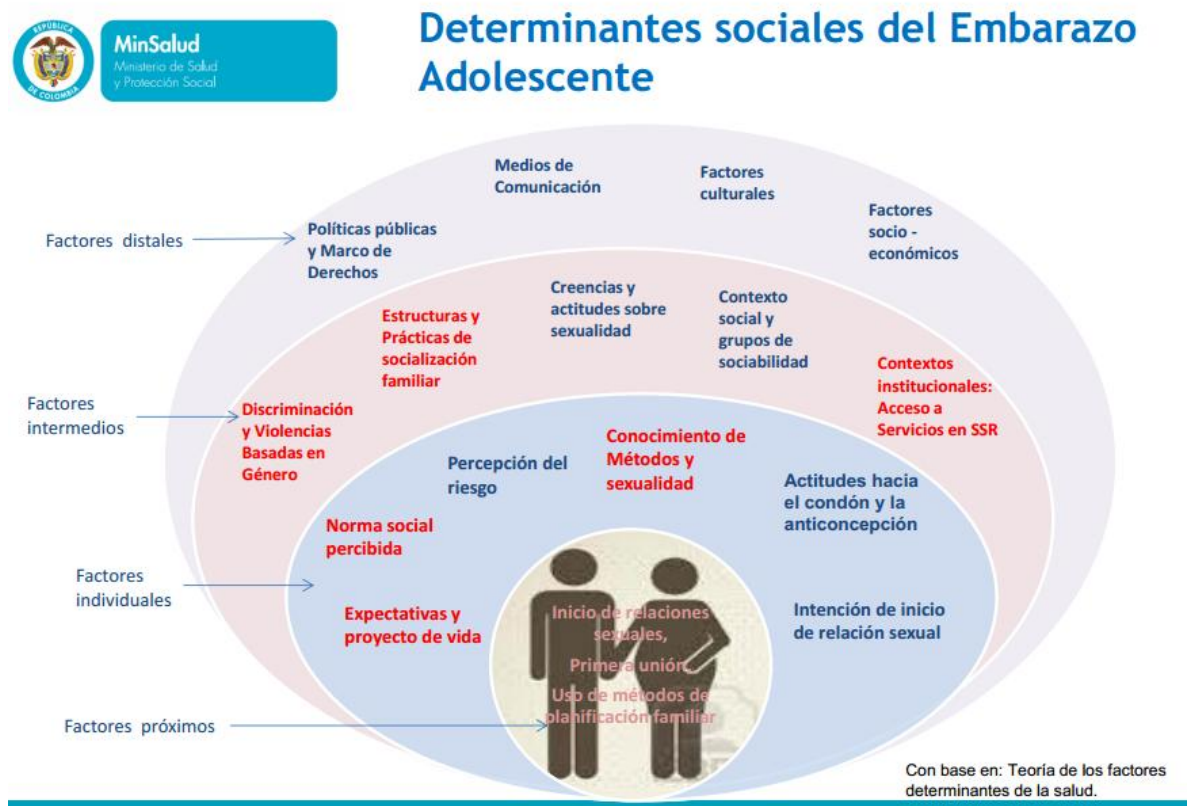 REPÚBLICA
DE COLOMBIA
MinSalud
Ministerio de Salud
y Protección Social
Determinantes sociales del Embarazo
Adolescente
Medios de
Comunicación
Factores
culturales
Factores
socio -
económicos
Factores distales
Políticas públicas
y Marco de
Derechos
Creencias y
actitudes sobre
sexualidad
Contexto
social y
grupos de
sociabilidad
Estructuras y
Prácticas de
socialización
familiar
Contextos
institucionales:
Acceso a
Servicios en SSR
Factores
intermedios
Discriminación
y Violencias
Basadas en
Género
Conocimiento de
Métodos y
sexualidad
Percepción del
riesgo
Actitudes hacia
el condón y la
anticoncepción
Norma social
percibida
Factores
individuales
Expectativas y
proyecto de vida
Intención de inicio
de relación sexual
Inicio de relaciones
sexuales,
Primera unión,
Uso de métodos de
planificación familiar
Factores próximos
Con base en: Teoría de los factores
determinantes de la salud.